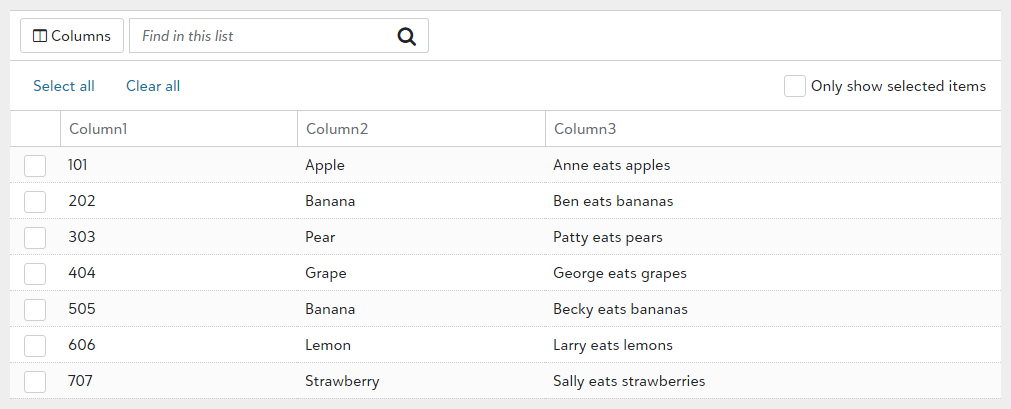 Columns Find in this list
Select all Clear all Only show selected items
Column1 Column2 Column3
101 Apple Anne eats apples
202 Banana Ben eats bananas
303 Pear Patty eats pears
404 Grape George eats grapes
505 Banana Becky eats bananas
606 Lemon Larry eats lemons
707 Strawberry Sally eats strawberries